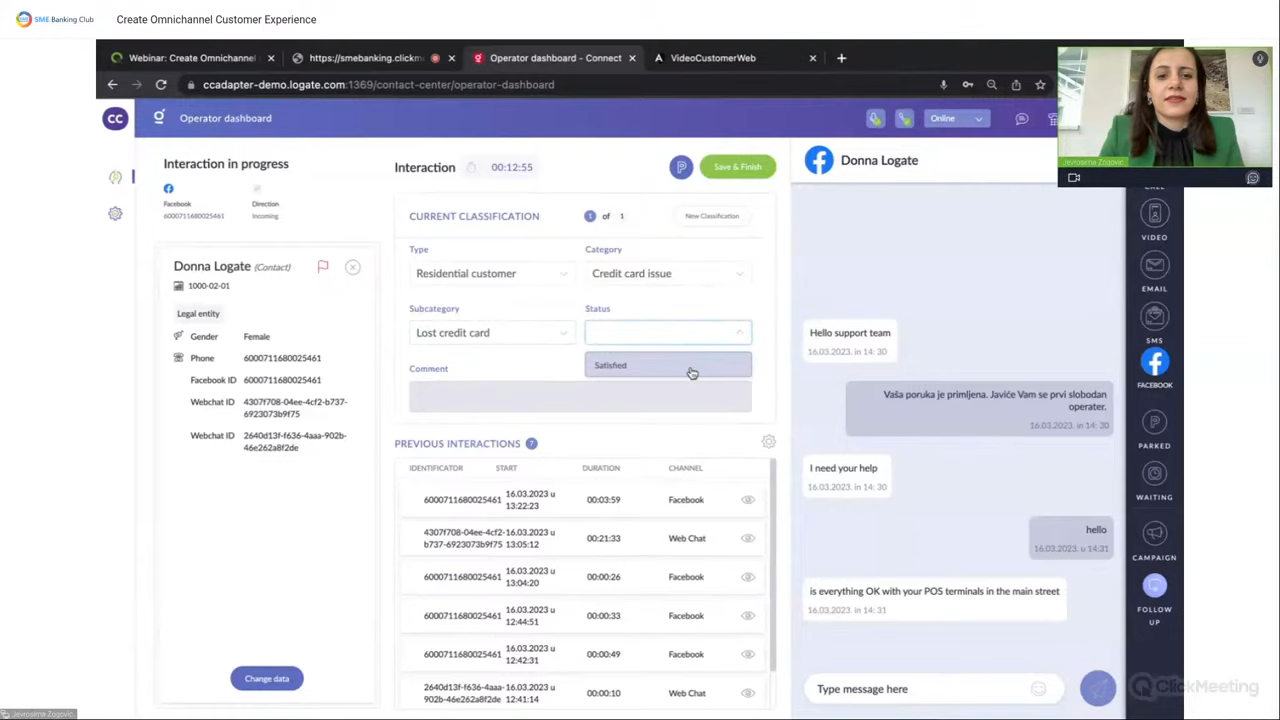 SME Banking Club
Create Omnichannel Customer Experience
Webinar: Create Omnichannel
https://smebanking.clickm
Operator dashboard - Connect
VideoCustomerWeb
ccadapter-demo.logate.com:1369/contact-center/operator-dashboard
CC
Operator dashboard
Online
Interaction in progress
Facebook
6000711680025461
Direction
Incoming
Donna Logate (Contact)
1000-02-01
Legal entity
Gender Female
Phone 6000711680025461
Facebook ID 6000711680025461
Webchat ID 4307f708-04ee-4cf2-b737-
6923073b9f75
Webchat ID 2640d13f-f636-4aaa-902b-
46e262a8f2de
Change data
Interaction 00:12:55
P
Save & Finish
CURRENT CLASSIFICATION 1 of 1
New Classification
Type
Residential customer
Category
Credit card issue
Subcategory
Lost credit card
Status
Satisfied
Comment
PREVIOUS INTERACTIONS ?
IDENTIFICATOR START DURATION CHANNEL
6000711680025461 16.03.2023 u 00:03:59 Facebook
13:22:23
4307f708-04ee-4cf2- 16.03.2023 u 00:21:33 Web Chat
b737-6923073b9f75 13:05:12
6000711680025461 16.03.2023 u 00:00:26 Facebook
13:04:20
6000711680025461 16.03.2023 u 00:00:33 Facebook
12:44:51
6000711680025461 16.03.2023 u 00:00:49 Facebook
12:42:31
2640d13f-f636-4aaa- 16.03.2023 u 00:00:10 Web Chat
902b-46e262a8f2de 12:41:14
Donna Logate
Hello support team
16.03.2023. in 14: 30
Vaša poruka je primljena. Javiće Vam se prvi slobodan
operater.
16.03.2023. in 14: 30
I need your help
16.03.2023. in 14: 30
hello
16.03.2023. u 14:31
is everything OK with your POS terminals in the main street
16.03.2023. in 14: 31
Type message here
Jevrosima Zogovic
CALL
VIDEO
EMAIL
SMS
FACEBOOK
P
PARKED
WAITING
CAMPAIGN
FOLLOW
UP
ClickMeeting
Jevrosima Zogovic